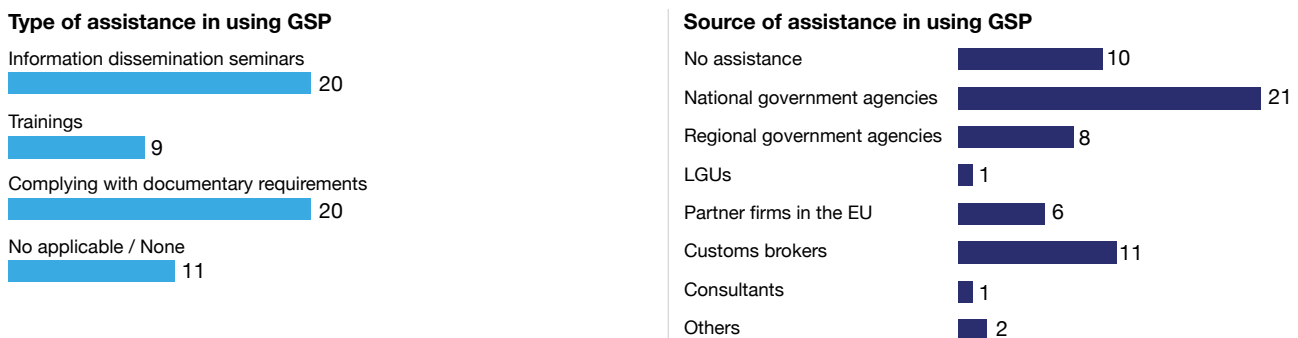 Type of assistance in using GSP
Information dissemination seminars
20
Trainings
9
Complying with documentary requirements
20
No applicable / None
11
Source of assistance in using GSP
No assistance
10
National government agencies
21
Regional government agencies
8
LGUs
1
Partner firms in the EU
6
Customs brokers
11
Consultants
1
Others
2